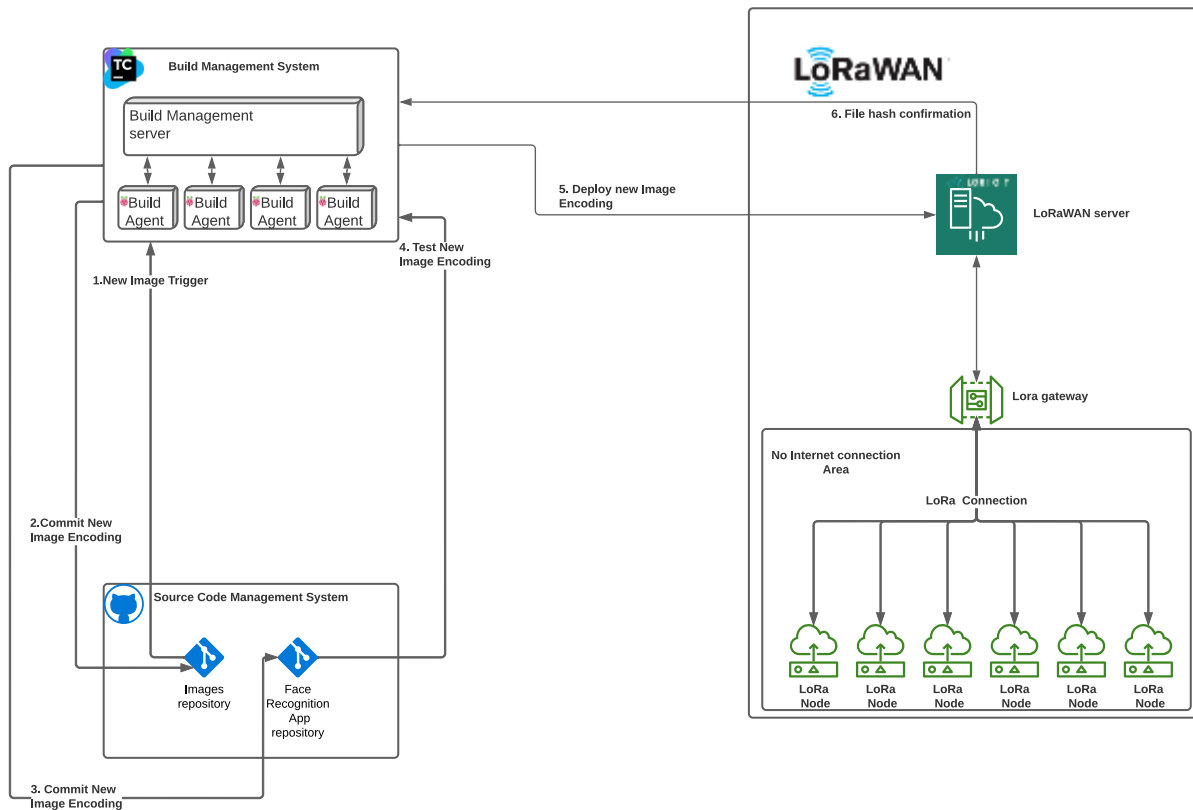 TC
Build Management System
Build Management
server
Build
Agent
Build
Agent
Build
Agent
Build
Agent
1.New Image Trigger
4. Test New
Image Encoding
5. Deploy new Image
Encoding
LoRaWAN
6. File hash confirmation
LORIOT
LoRaWAN server
Lora gateway
No Internet connection
Area
LoRa Connection
LoRa
Node
LoRa
Node
LoRa
Node
LoRa
Node
LoRa
Node
LoRa
Node
2.Commit New
Image Encoding
Source Code Management System
Images
repository
Face
Recognition
App
repository
3. Commit New
Image Encoding